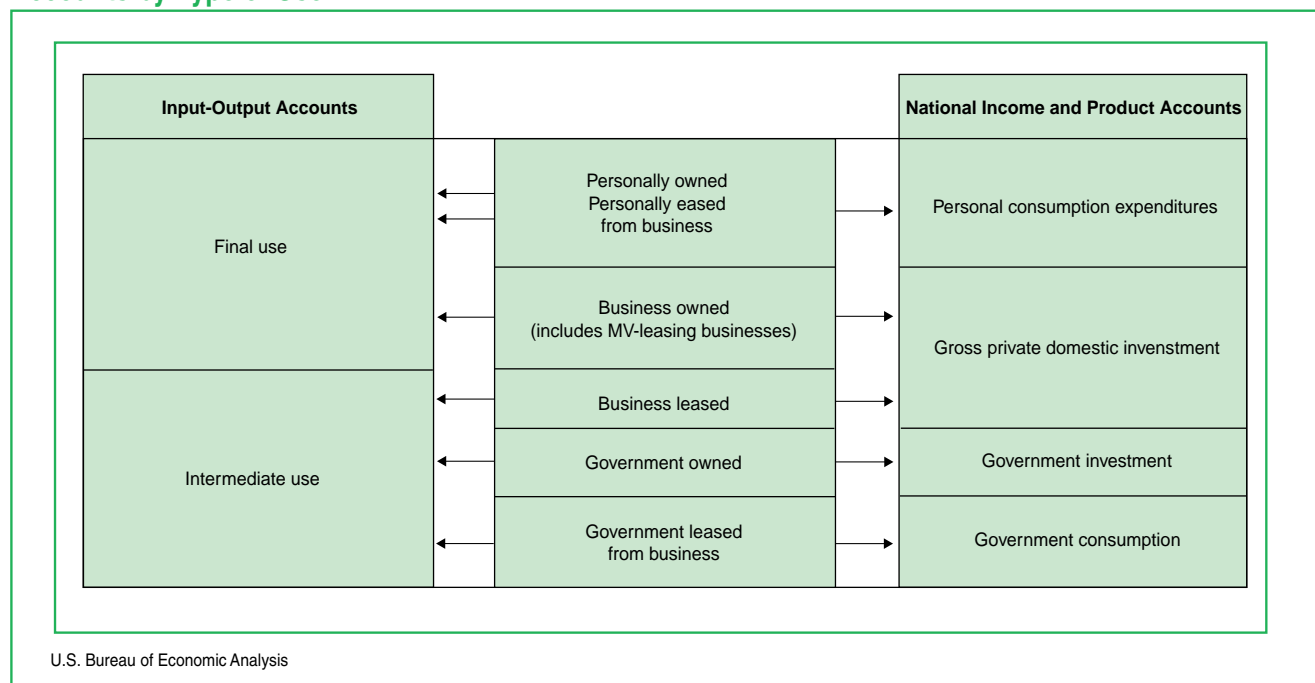 Input-Output Accounts
National Income and Product Accounts
Final use
Personally owned
Personally eased
from business
Personal consumption expenditures
Business owned
(includes MV-leasing businesses)
Gross private domestic invenstment
Business leased
Intermediate use
Government owned
Government investment
Government leased
from business
Government consumption
U.S. Bureau of Economic Analysis